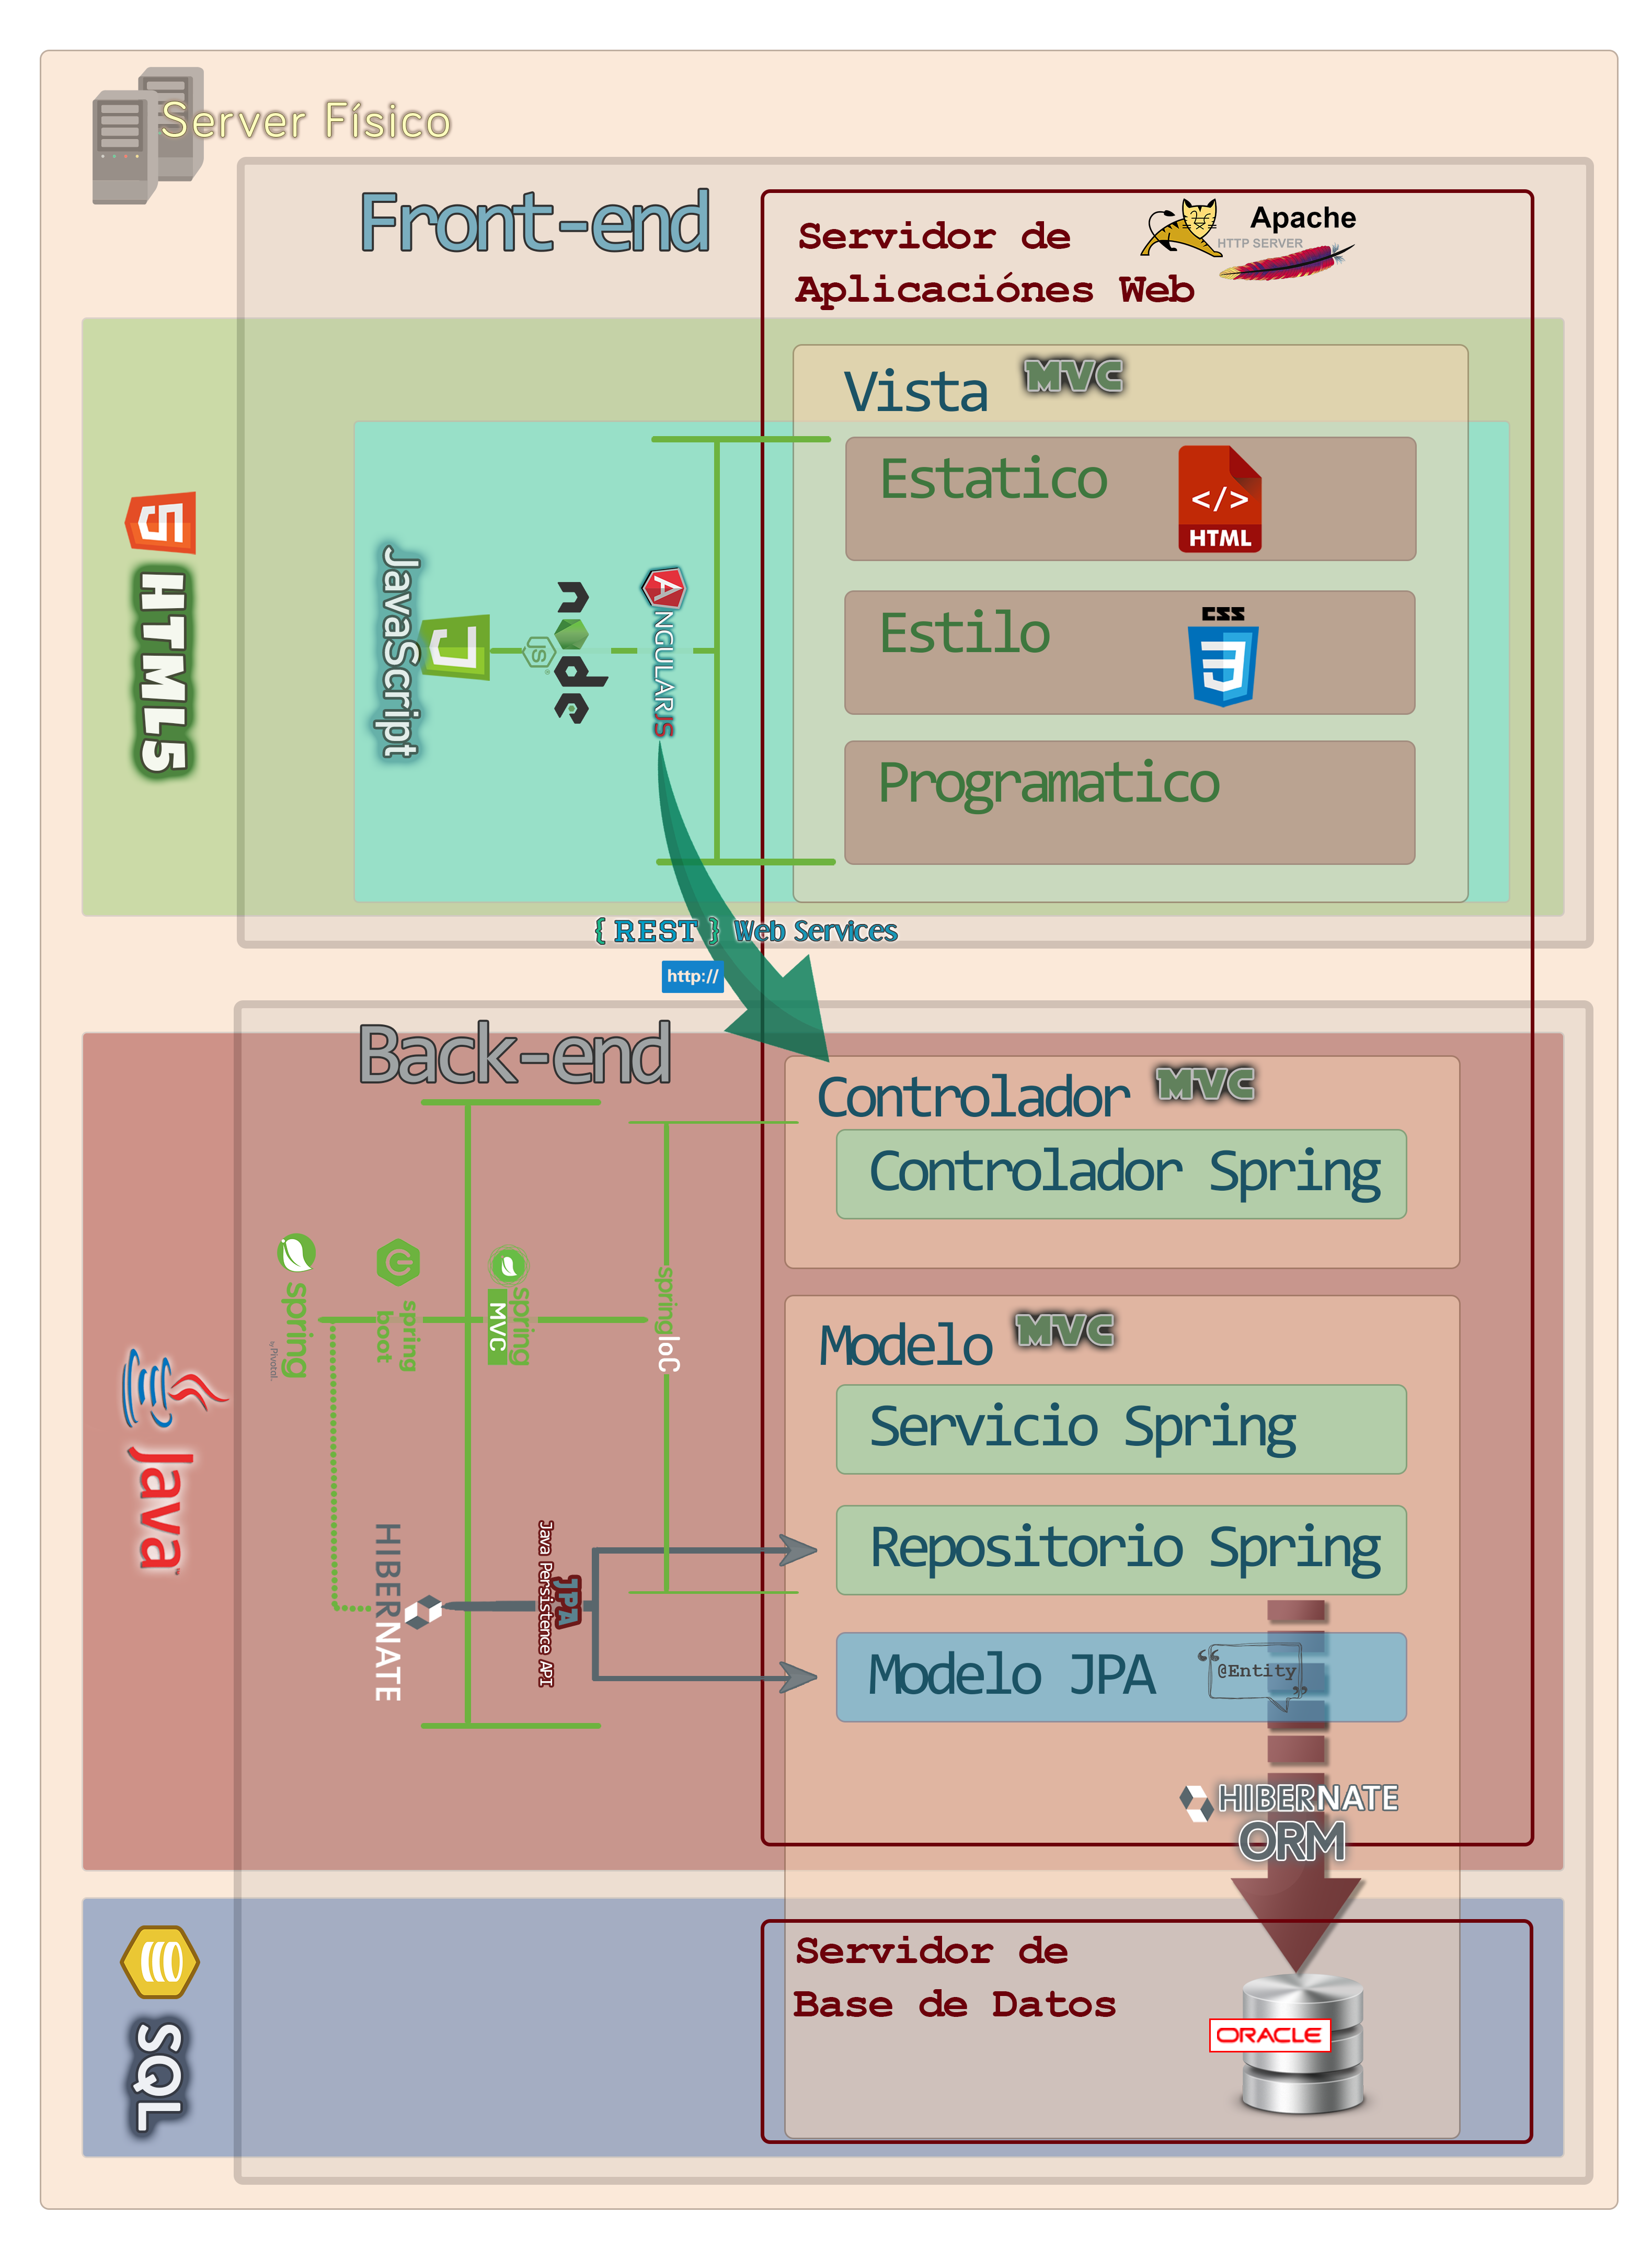 Server Físico
Front-end
Servidor de
Aplicaciónes Web
Apache
HTTP SERVER
Vista
MVC
Estatico
</>
HTML
Estilo
CSS
Programatico
HTML5
JavaScript
node
JS
ANGULARJS
{ REST } Web Services
http://
Back-end
Controlador
MVC
Controlador Spring
Modelo
MVC
Servicio Spring
Repositorio Spring
Modelo JPA
“@Entity”
HIBERNATE
ORM
Java
spring
by Pivotal.
spring
boot
spring
MVC
spring IoC
HIBERNATE
Java Persistence API
JPA
SQL
Servidor de
Base de Datos
ORACLE